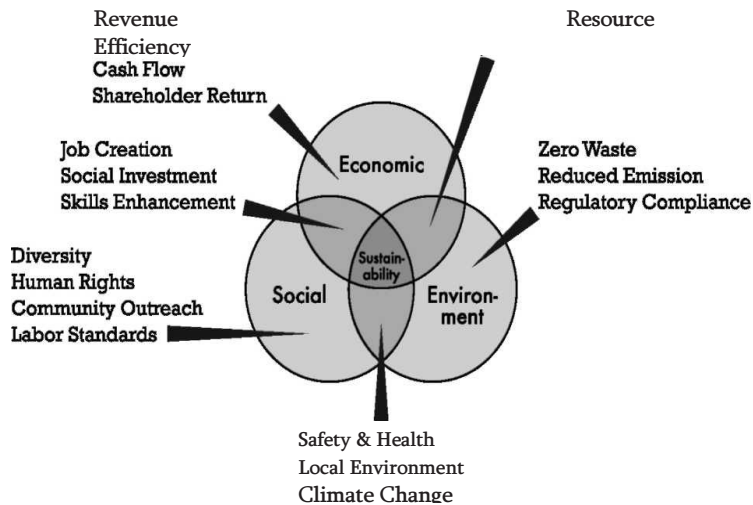 Revenue Resource
Efficiency
Cash Flow
Shareholder Return
Economic
Job Creation
Social Investment
Skills Enhancement
Zero Waste
Reduced Emission
Regulatory Compliance
Diversity
Human Rights
Community Outreach
Labor Standards
Sustain-
ability
Social
Environ-
ment
Safety & Health
Local Environment
Climate Change